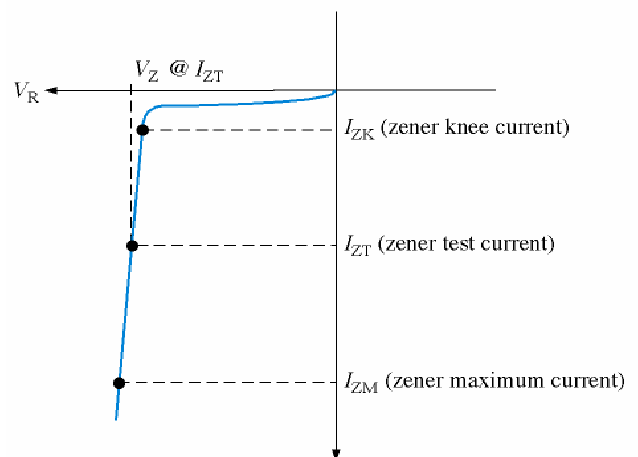 V_Z @ I_ZT
V_R
I_ZK (zener knee current)
I_ZT (zener test current)
I_ZM (zener maximum current)